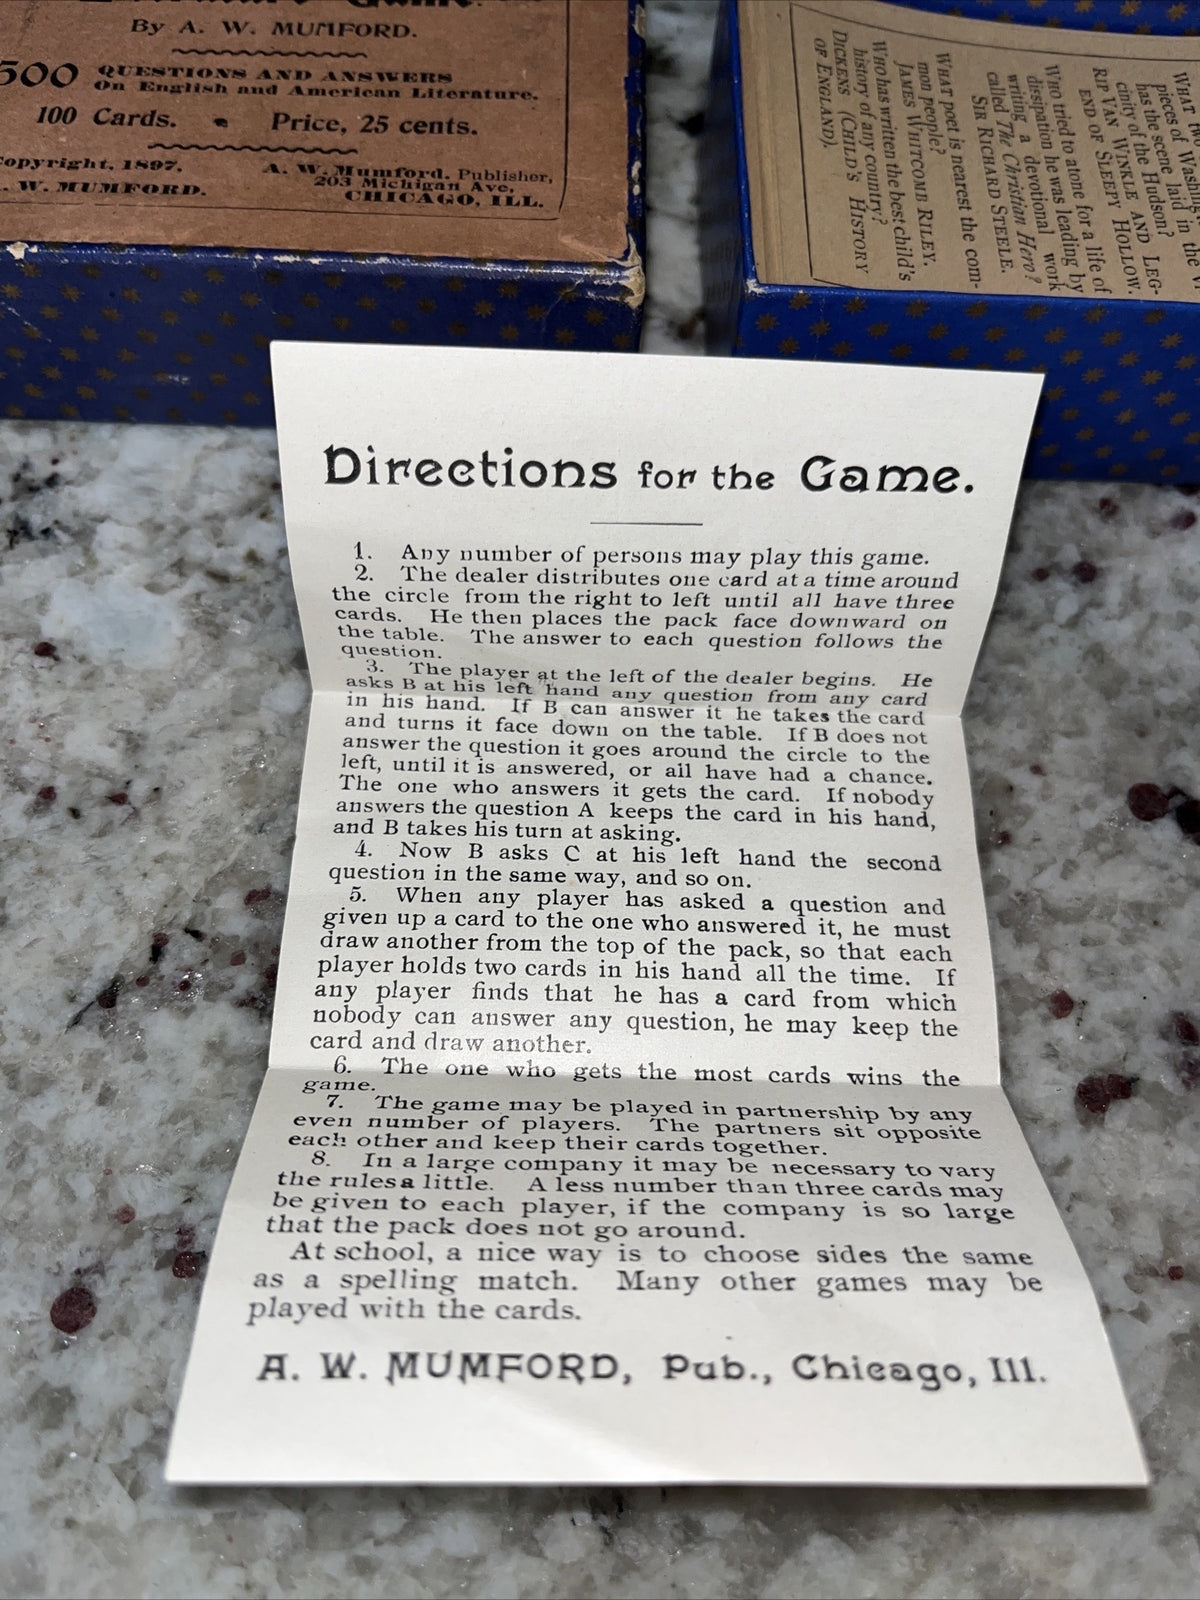 Game.
By A. W. MUMFORD.
500 QUESTIONS AND ANSWERS
On English and American Literature.
100 Cards. Price, 25 cents.
Copyright, 1897. A. W. Mumford. Publisher,
W. MUMFORD. 203 Michigan Ave,
CHICAGO, ILL.
WHAT two
pieces of Washing
has the scene laid in the
cinity of the Hudson?
RIP VAN WINKLE AND LEG-
END OF SLEEPY HOLLOW.
WHO tried to atone for a life of
dissipation he was leading by
writing a devotional work
called The Christian Hero?
SIR RICHARD STEELE.
WHAT poet is nearest the com-
mon people?
JAMES WHITCOMB RILEY.
WHO has written the best child's
history of any country?
DICKENS (CHILD'S HISTORY
OF ENGLAND).
Directions for the Game.
1. Any number of persons may play this game.
2. The dealer distributes one card at a time around
the circle from the right to left until all have three
cards. He then places the pack face downward on
the table. The answer to each question follows the
question.
3. The player at the left of the dealer begins. He
asks B at his left hand any question from any card
in his hand. If B can answer it he takes the card
and turns it face down on the table. If B does not
answer the question it goes around the circle to the
left, until it is answered, or all have had a chance.
The one who answers it gets the card. If nobody
answers the question A keeps the card in his hand,
and B takes his turn at asking.
4. Now B asks C at his left hand the second
question in the same way, and so on.
5. When any player has asked a question and
given up a card to the one who answered it, he must
draw another from the top of the pack, so that each
player holds two cards in his hand all the time. If
any player finds that he has a card from which
nobody can answer any question, he may keep the
card and draw another.
6. The one who gets the most cards wins the
game.
7. The game may be played in partnership by any
even number of players. The partners sit opposite
each other and keep their cards together.
8. In a large company it may be necessary to vary
the rules a little. A less number than three cards may
be given to each player, if the company is so large
that the pack does not go around.
At school, a nice way is to choose sides the same
as a spelling match. Many other games may be
played with the cards.
A. W. MUMFORD, Pub., Chicago, Ill.